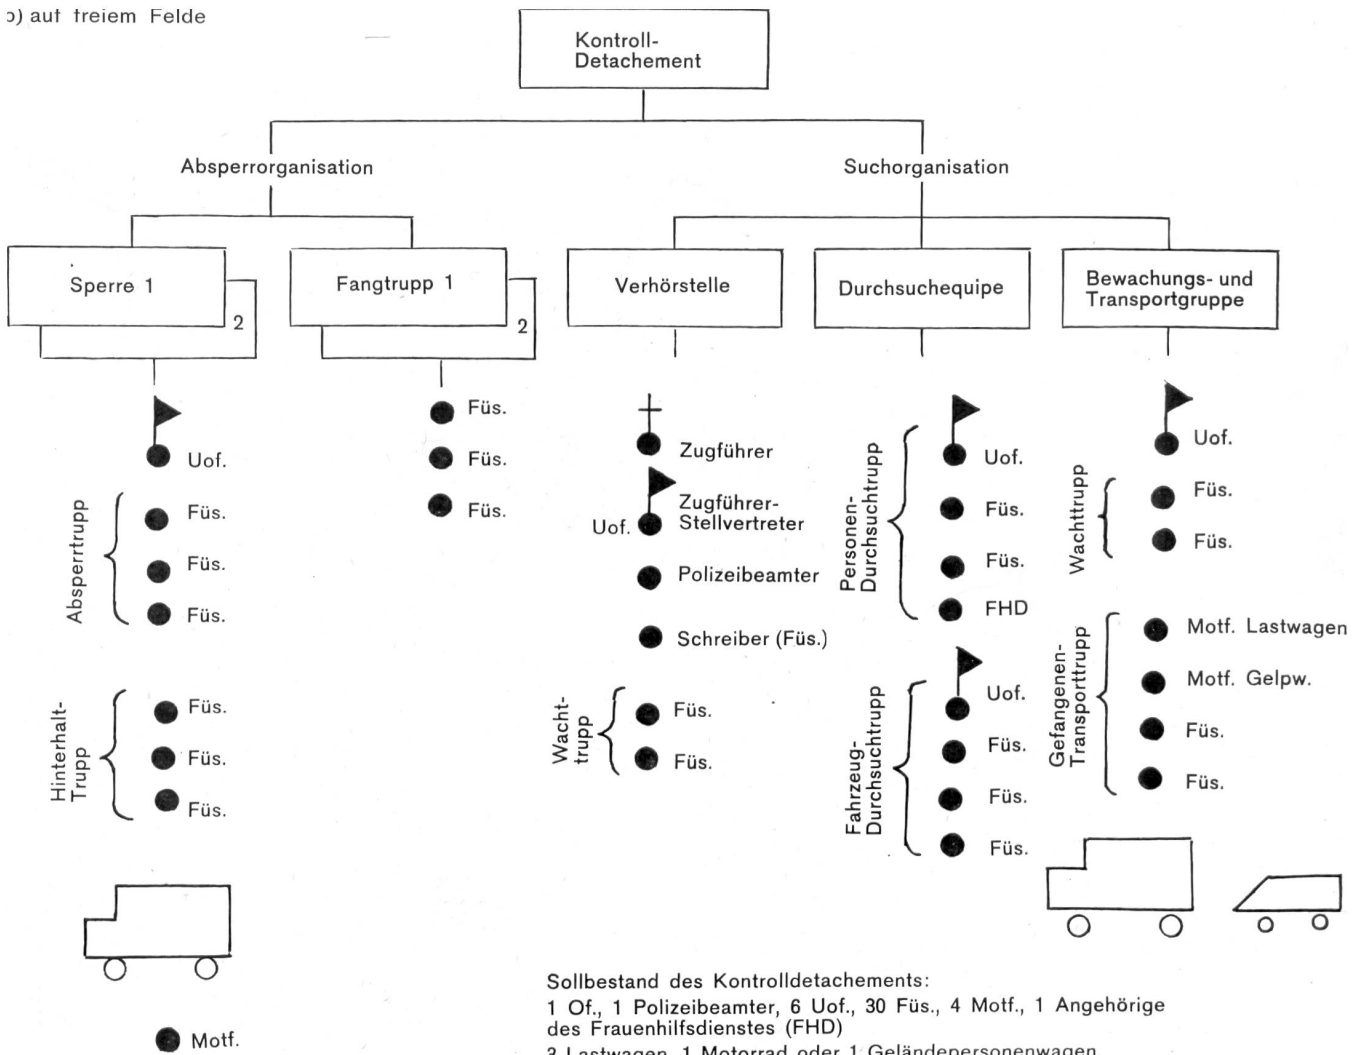 b) auf freiem Felde
Kontroll-
Detachement
Absperrorganisation
Suchorganisation
Sperre 1
2
Fangtrupp 1
2
Verhörstelle
Durchsuchequipe
Bewachungs- und
Transportgruppe
Uof.
Absperrtrupp
Füs.
Füs.
Füs.
Hinterhalt-
Trupp
Füs.
Füs.
Füs.
Motf.
Füs.
Füs.
Füs.
Zugführer
Uof.
Zugführer-
Stellvertreter
Polizeibeamter
Schreiber (Füs.)
Wacht-
trupp
Füs.
Füs.
Personen-
Durchsuchtrupp
Uof.
Füs.
Füs.
FHD
Fahrzeug-
Durchsuchtrupp
Uof.
Füs.
Füs.
Füs.
Uof.
Wachttrupp
Füs.
Füs.
Gefangenen-
Transporttrupp
Motf. Lastwagen
Motf. Gelpw.
Füs.
Füs.
Sollbestand des Kontrolldetachements:
1 Of., 1 Polizeibeamter, 6 Uof., 30 Füs., 4 Motf., 1 Angehörige
des Frauenhilfsdienstes (FHD)
3 Lastwagen, 1 Motorrad oder 1 Geländepersonenwagen